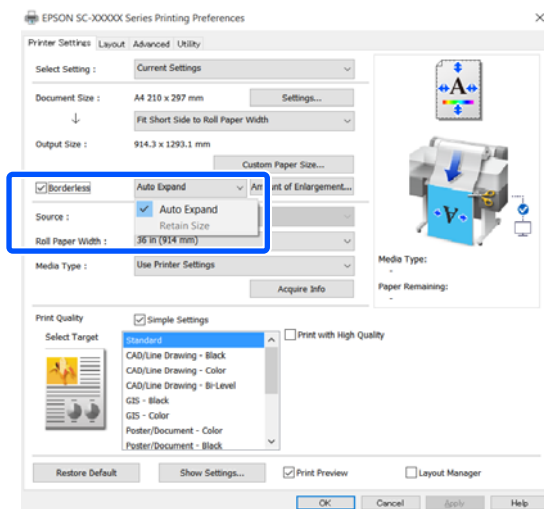 EPSON SC-XXXXX Series Printing Preferences
Printer Settings Layout Advanced Utility
Select Setting : Current Settings
Document Size : A4 210 x 297 mm Settings...
Fit Short Side to Roll Paper Width
Output Size : 914.3 x 1293.1 mm
Custom Paper Size...
Borderless Auto Expand Amount of Enlargement...
Auto Expand
Source :
Retain Size
Roll Paper Width : 36 in (914 mm)
Media Type : Use Printer Settings
Acquire Info
Print Quality Simple Settings
Select Target
Standard
CAD/Line Drawing - Black
CAD/Line Drawing - Color
CAD/Line Drawing - Bi-Level
GIS - Black
GIS - Color
Poster/Document - Color
Poster/Document - Black
Print with High Quality
A
A
Media Type:
-
Paper Remaining:
-
Restore Default Show Settings... Print Preview Layout Manager
OK Cancel Apply Help